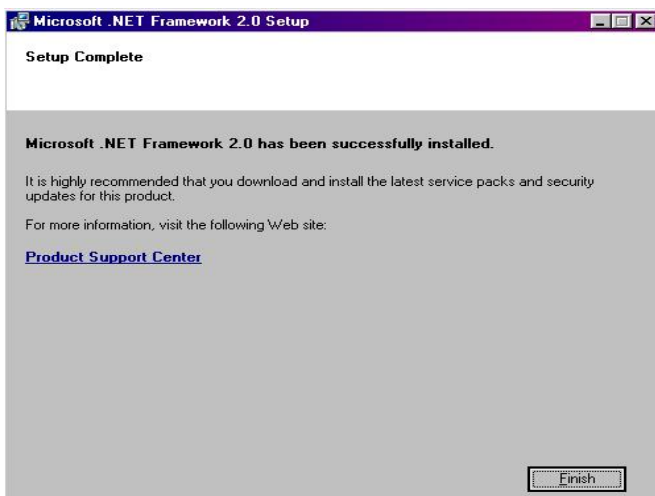 Microsoft .NET Framework 2.0 Setup
Setup Complete
Microsoft .NET Framework 2.0 has been successfully installed.
It is highly recommended that you download and install the latest service packs and security
updates for this product.
For more information, visit the following Web site:
Product Support Center
Finish